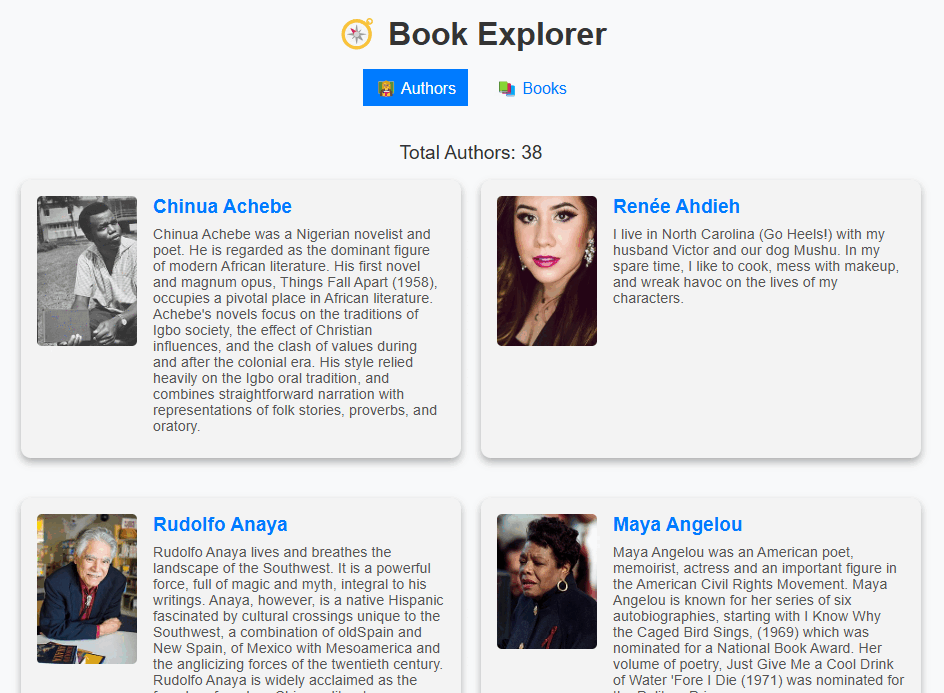 Book Explorer
Authors
Books
Total Authors: 38
Chinua Achebe
Chinua Achebe was a Nigerian novelist and
poet. He is regarded as the dominant figure
of modern African literature. His first novel
and magnum opus, Things Fall Apart (1958),
occupies a pivotal place in African literature.
Achebe's novels focus on the traditions of
Igbo society, the effect of Christian
influences, and the clash of values during
and after the colonial era. His style relied
heavily on the Igbo oral tradition, and
combines straightforward narration with
representations of folk stories, proverbs, and
oratory.
Renée Ahdieh
I live in North Carolina (Go Heels!) with my
husband Victor and our dog Mushu. In my
spare time, I like to cook, mess with makeup,
and wreak havoc on the lives of my
characters.
Rudolfo Anaya
Rudolfo Anaya lives and breathes the
landscape of the Southwest. It is a powerful
force, full of magic and myth, integral to his
writings. Anaya, however, is a native Hispanic
fascinated by cultural crossings unique to the
Southwest, a combination of oldSpain and
New Spain, of Mexico with Mesoamerica and
the anglicizing forces of the twentieth century.
Rudolfo Anaya is widely acclaimed as the
Maya Angelou
Maya Angelou was an American poet,
memoirist, actress and an important figure in
the American Civil Rights Movement. Maya
Angelou is known for her series of six
autobiographies, starting with I Know Why
the Caged Bird Sings, (1969) which was
nominated for a National Book Award. Her
volume of poetry, Just Give Me a Cool Drink
of Water 'Fore I Die (1971) was nominated for